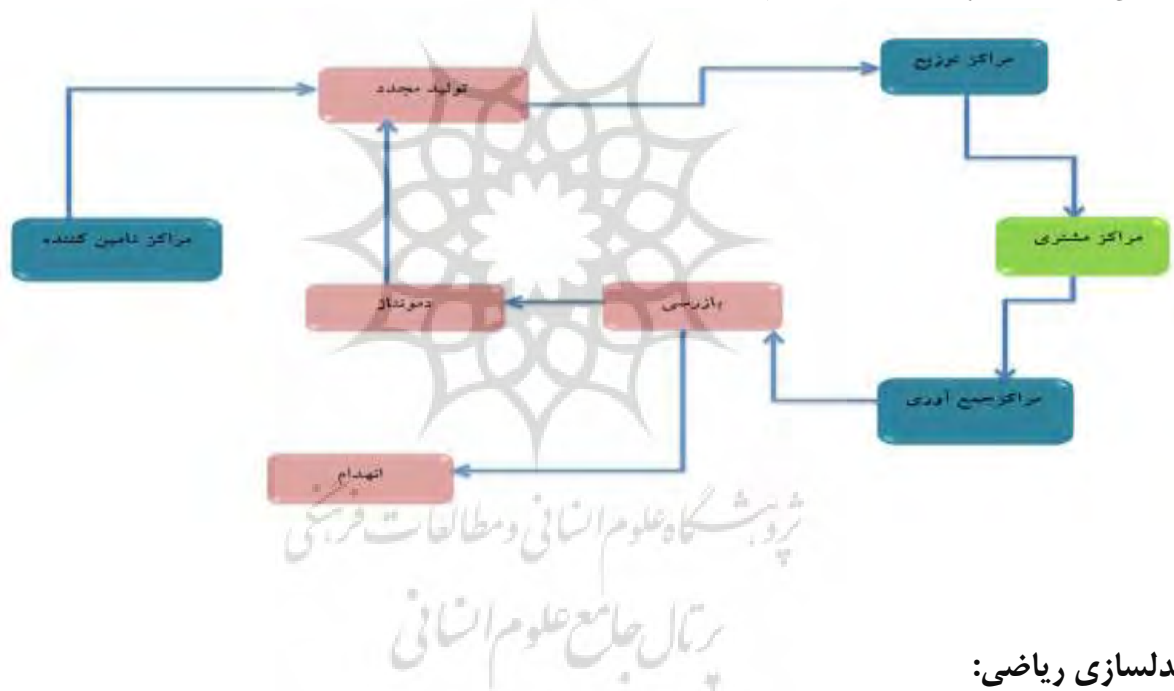 مراکز توزیع
تولید مجدد
مراکز تامین کننده
مراکز مشتری
بازرسی
دمونتاژ
مراکز جمع آوری
انهدام
پژوهشگاه علوم انسانی و مطالعات فرهنگی
پرتال جامع علوم انسانی
دلسازی ریاضی: